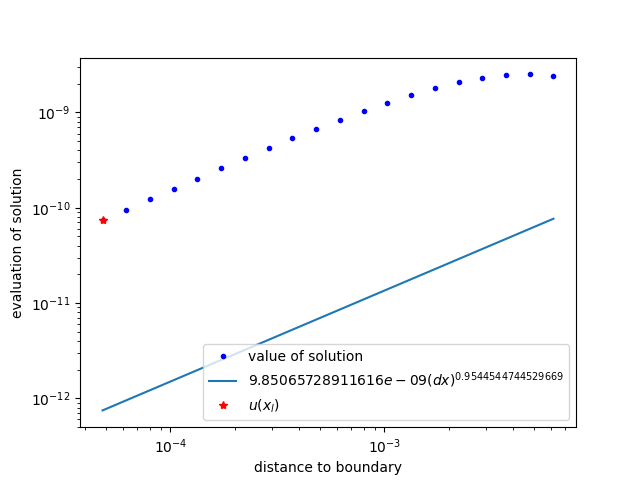 10⁻⁹
10⁻¹⁰
10⁻¹¹
10⁻¹²
evaluation of solution
value of solution
9.85065728911616e − 09(dx)^0.9544544744529669
u(x_l)
10⁻⁴ 10⁻³
distance to boundary